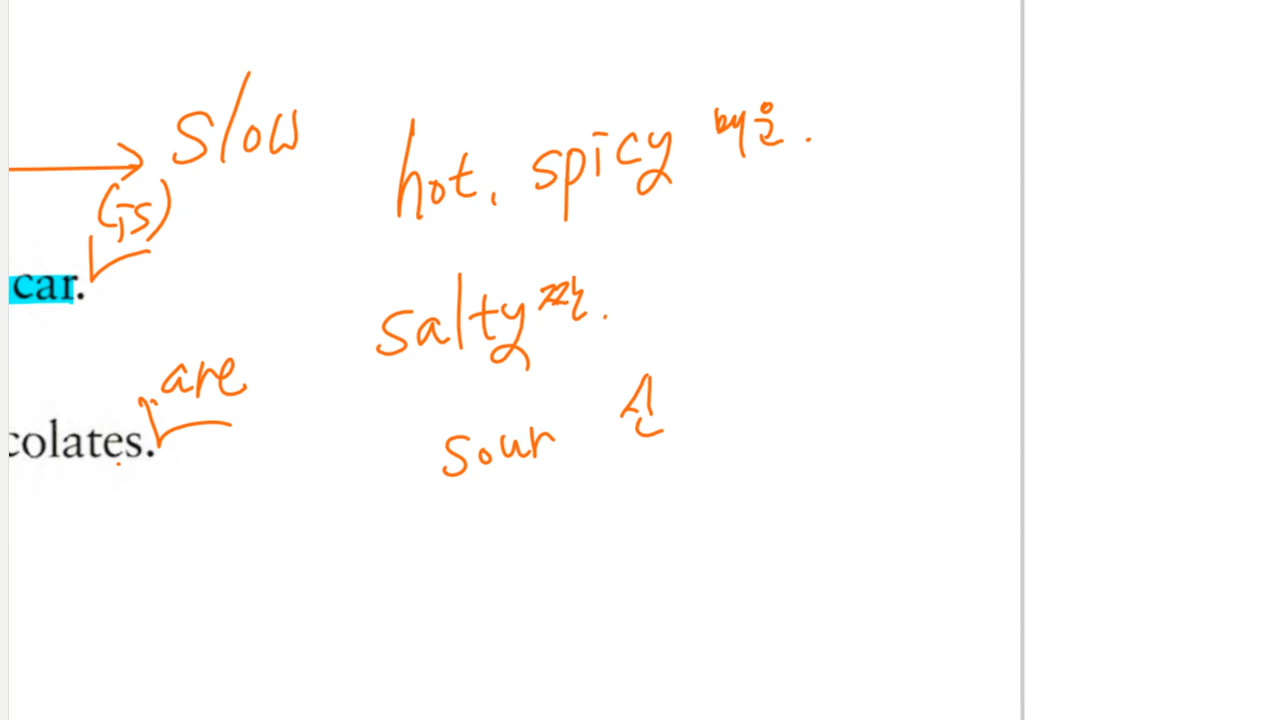 slow
hot, spicy 매운.
(is)
car.
salty 짠.
are
colates.
sour 신